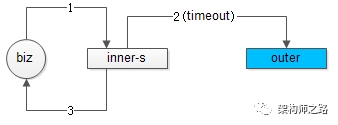 1
2 (timeout)
biz
inner-s
outer
3
架构师之路